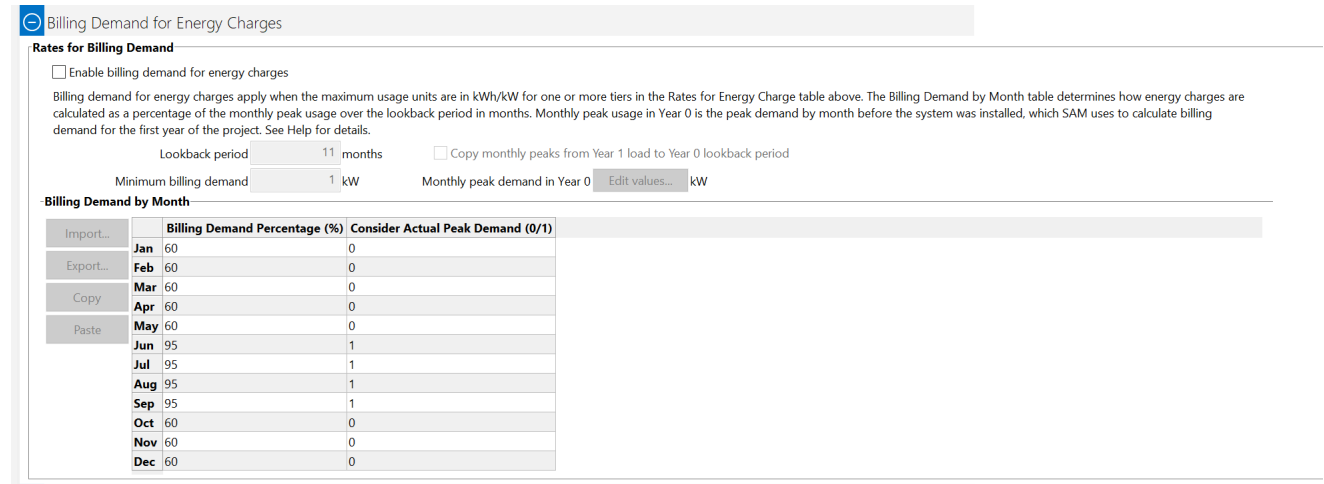 Billing Demand for Energy Charges
Rates for Billing Demand
Enable billing demand for energy charges
Billing demand for energy charges apply when the maximum usage units are in kWh/kW for one or more tiers in the Rates for Energy Charge table above. The Billing Demand by Month table determines how energy charges are
calculated as a percentage of the monthly peak usage over the lookback period in months. Monthly peak usage in Year 0 is the peak demand by month before the system was installed, which SAM uses to calculate billing
demand for the first year of the project. See Help for details.
Lookback period 11 months Copy monthly peaks from Year 1 load to Year 0 lookback period
Minimum billing demand 1 kW Monthly peak demand in Year 0 Edit values... kW
Billing Demand by Month
Import...
Export...
Copy
Paste
Billing Demand Percentage (%) Consider Actual Peak Demand (0/1)
Jan 60 0
Feb 60 0
Mar 60 0
Apr 60 0
May 60 0
Jun 95 1
Jul 95 1
Aug 95 1
Sep 95 1
Oct 60 0
Nov 60 0
Dec 60 0